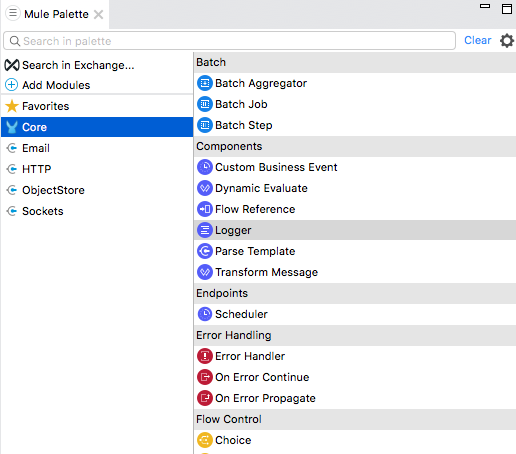 Mule Palette
Search in palette
Clear
Search in Exchange...
Add Modules
Favorites
Core
Email
HTTP
ObjectStore
Sockets
Batch
Batch Aggregator
Batch Job
Batch Step
Components
Custom Business Event
Dynamic Evaluate
Flow Reference
Logger
Parse Template
Transform Message
Endpoints
Scheduler
Error Handling
Error Handler
On Error Continue
On Error Propagate
Flow Control
Choice